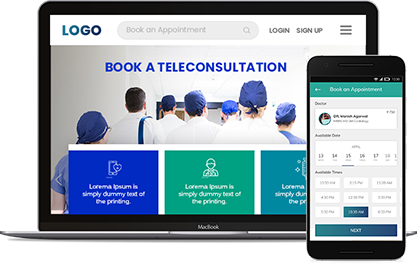 LOGO
Book an Appointment
LOGIN SIGN UP
BOOK A TELECONSULTATION
Lorema Ipsum is
simply dummy text of
the printing.
Lorema Ipsum is
simply dummy text of
the printing.
Lorema Ipsum is
simply dummy text of
the printing.
MacBook
Book an Appointment
Doctor
Available Date
13 14 15 16 17 18
Available Times
NEXT